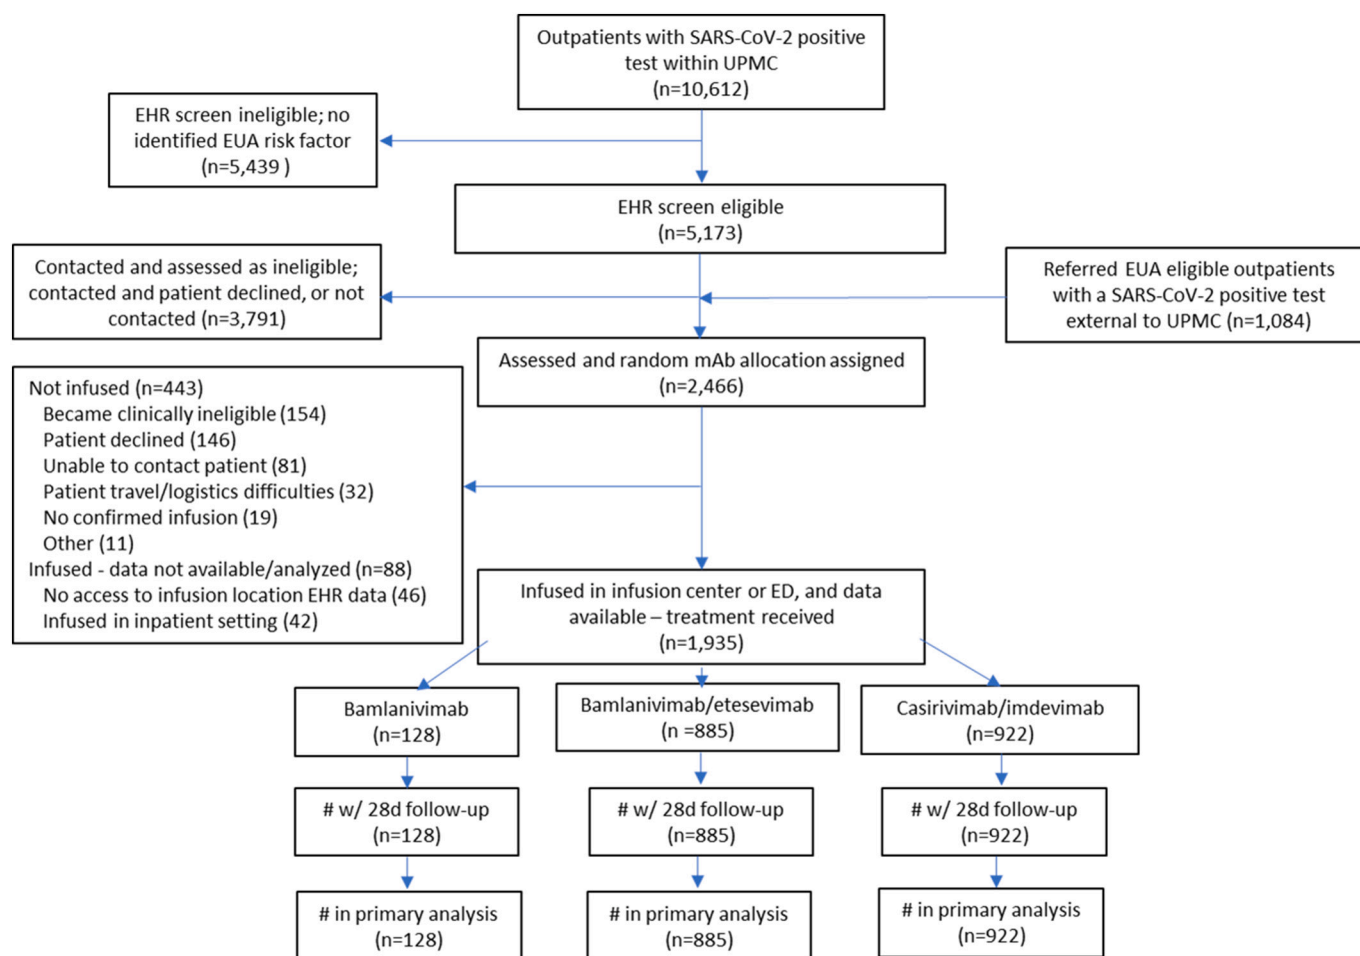 Outpatients with SARS-CoV-2 positive
test within UPMC
(n=10,612)
EHR screen ineligible; no
identified EUA risk factor
(n=5,439 )
EHR screen eligible
(n=5,173)
Contacted and assessed as ineligible;
contacted and patient declined, or not
contacted (n=3,791)
Referred EUA eligible outpatients
with a SARS-CoV-2 positive test
external to UPMC (n=1,084)
Assessed and random mAb allocation assigned
(n=2,466)
Not infused (n=443)
Became clinically ineligible (154)
Patient declined (146)
Unable to contact patient (81)
Patient travel/logistics difficulties (32)
No confirmed infusion (19)
Other (11)
Infused - data not available/analyzed (n=88)
No access to infusion location EHR data (46)
Infused in inpatient setting (42)
Infused in infusion center or ED, and data
available – treatment received
(n=1,935)
Bamlanivimab
(n=128)
Bamlanivimab/etesevimab
(n =885)
Casirivimab/imdevimab
(n=922)
# w/ 28d follow-up
(n=128)
# w/ 28d follow-up
(n=885)
# w/ 28d follow-up
(n=922)
# in primary analysis
(n=128)
# in primary analysis
(n=885)
# in primary analysis
(n=922)